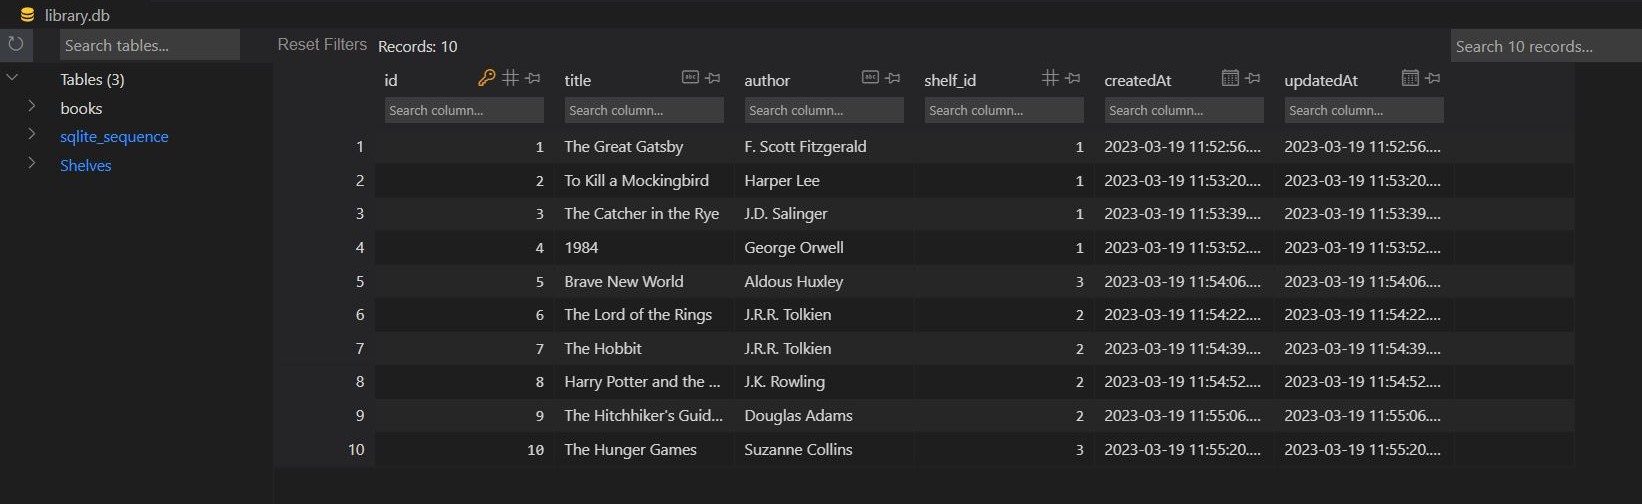 library.db
Search tables... Reset Filters Records: 10 Search 10 records...
Tables (3) id title author shelf_id createdAt updatedAt
books Search column... Search column... Search column... Search column... Search column... Search column...
sqlite_sequence 1 1 The Great Gatsby F. Scott Fitzgerald 1 2023-03-19 11:52:56.... 2023-03-19 11:52:56....
Shelves 2 2 To Kill a Mockingbird Harper Lee 1 2023-03-19 11:53:20.... 2023-03-19 11:53:20....
3 3 The Catcher in the Rye J.D. Salinger 1 2023-03-19 11:53:39.... 2023-03-19 11:53:39....
4 4 1984 George Orwell 1 2023-03-19 11:53:52.... 2023-03-19 11:53:52....
5 5 Brave New World Aldous Huxley 3 2023-03-19 11:54:06.... 2023-03-19 11:54:06....
6 6 The Lord of the Rings J.R.R. Tolkien 2 2023-03-19 11:54:22.... 2023-03-19 11:54:22....
7 7 The Hobbit J.R.R. Tolkien 2 2023-03-19 11:54:39.... 2023-03-19 11:54:39....
8 8 Harry Potter and the ... J.K. Rowling 2 2023-03-19 11:54:52.... 2023-03-19 11:54:52....
9 9 The Hitchhiker's Guid... Douglas Adams 2 2023-03-19 11:55:06.... 2023-03-19 11:55:06....
10 10 The Hunger Games Suzanne Collins 3 2023-03-19 11:55:20.... 2023-03-19 11:55:20....